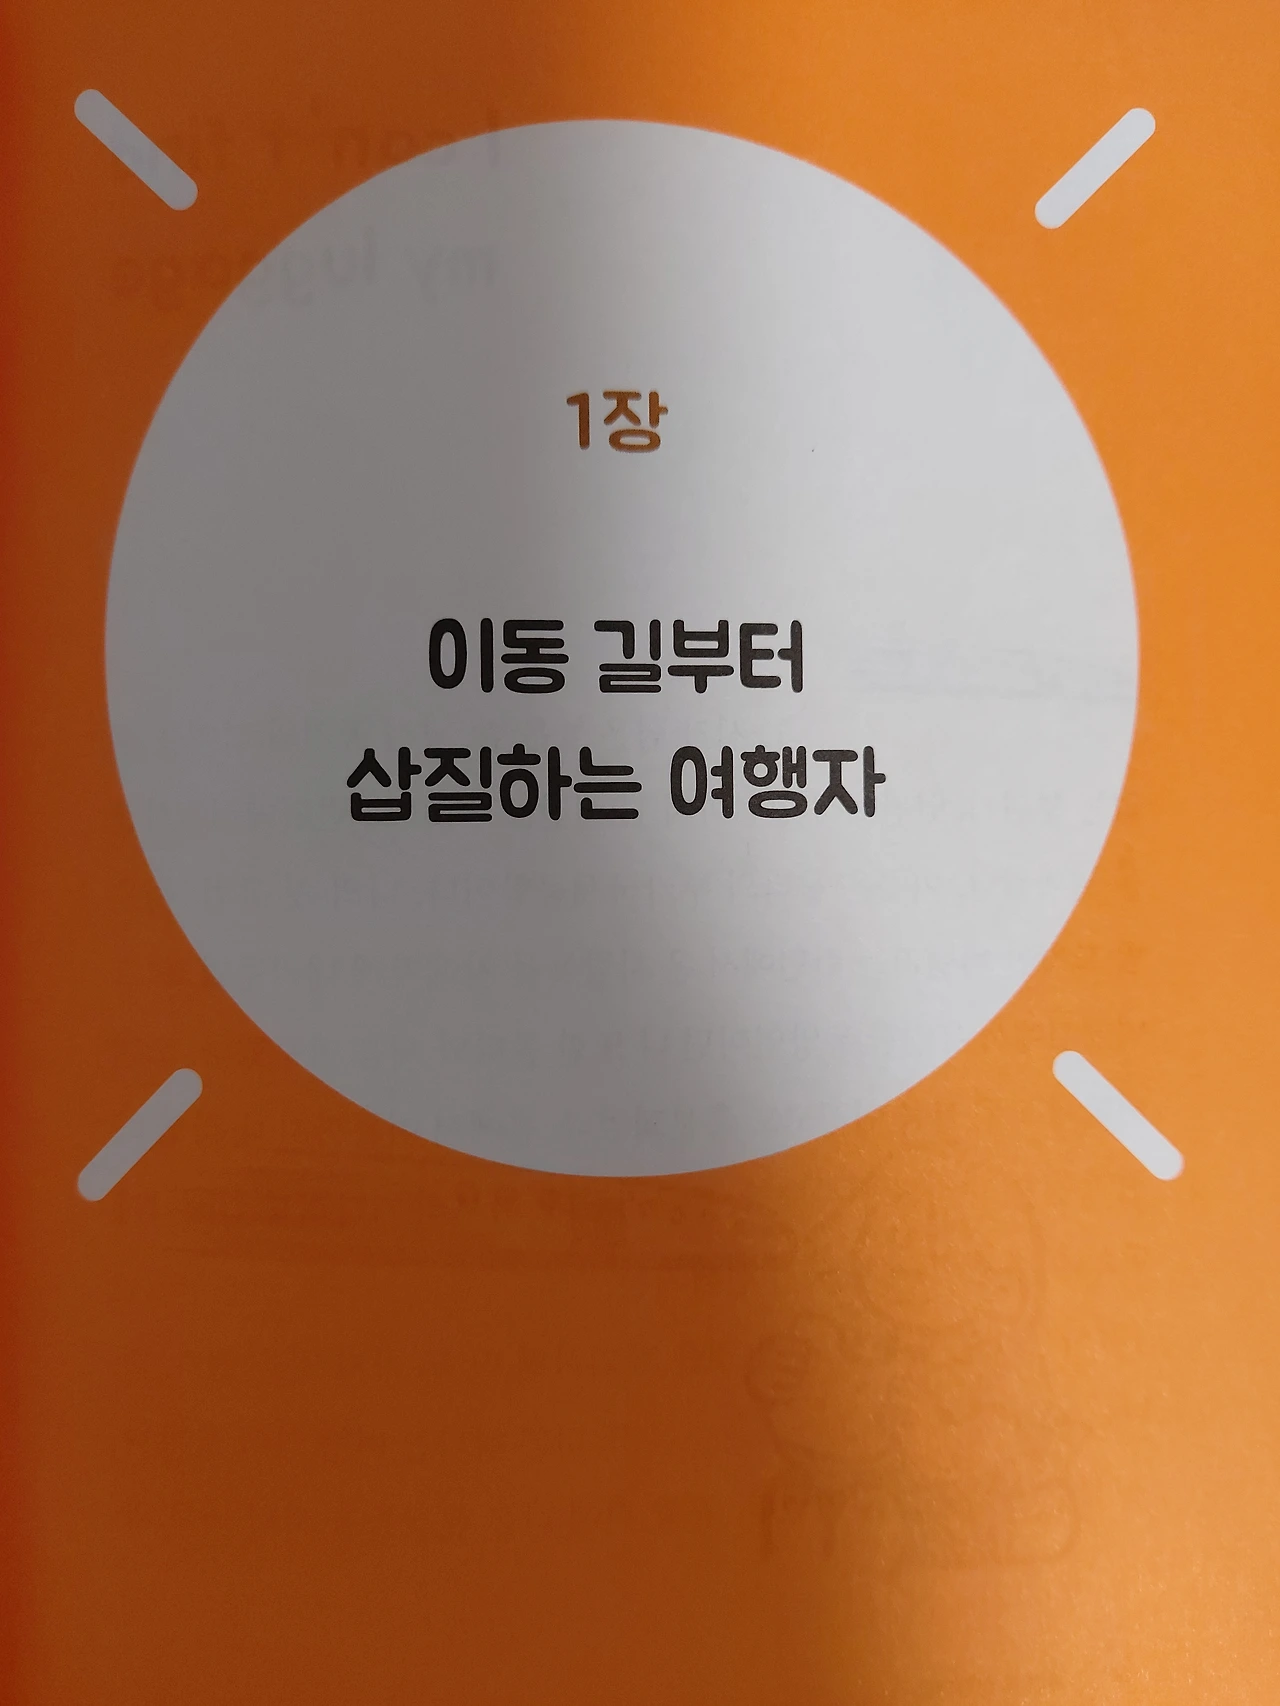 1장
이동 길부터
삽질하는 여행자